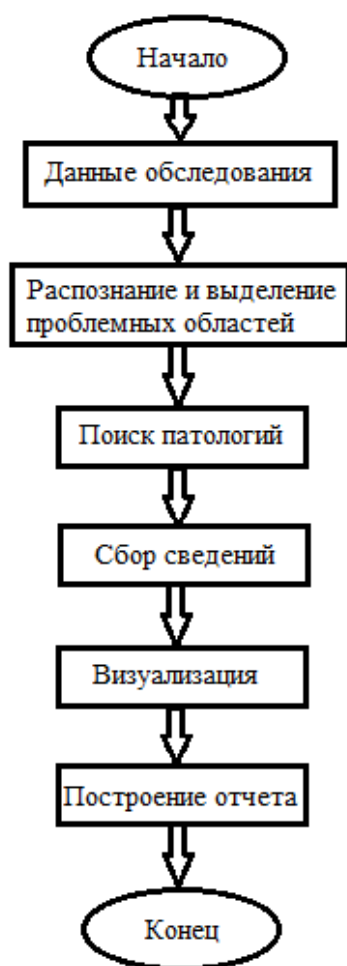 Начало
Данные обследования
Распознание и выделение
проблемных областей
Поиск патологий
Сбор сведений
Визуализация
Построение отчета
Конец